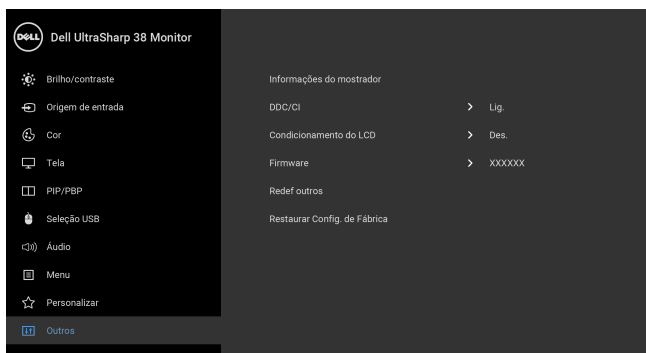 DELL
Dell UltraSharp 38 Monitor
Brilho/contraste
Informações do mostrador
Origem de entrada
DDC/CI
Lig.
Cor
Condicionamento do LCD
Des.
Tela
Firmware
XXXXXX
PIP/PBP
Redef outros
Seleção USB
Restaurar Config. de Fábrica
Áudio
Menu
Personalizar
Outros